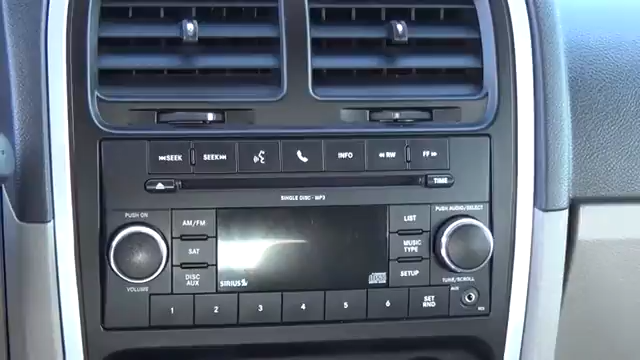 SEEK SEEK INFO RW FF
TIME
SINGLE DISC - MP3
PUSH ON
PUSH AUDIO/SELECT
AM/FM
LIST
SAT
MUSIC
TYPE
DISC
AUX
SETUP
SIRIUS
VOLUME
TUNE/SCROLL
AUX
1 2 3 4 5 6
SET
RND